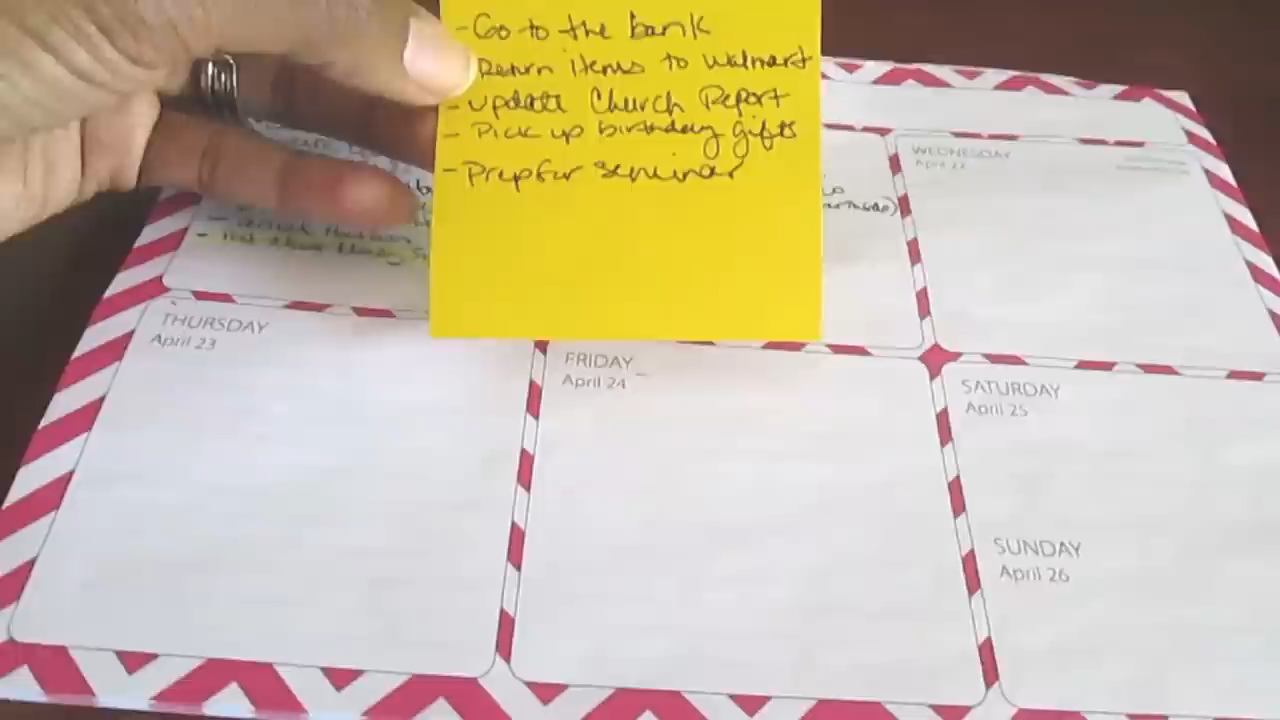 - Go to the bank
- Return items to Walmart
- Update Church Report
- Pick up birthday gifts
- Prep for seminar
WEDNESDAY
April 22
THURSDAY
April 23
FRIDAY
April 24
SATURDAY
April 25
SUNDAY
April 26